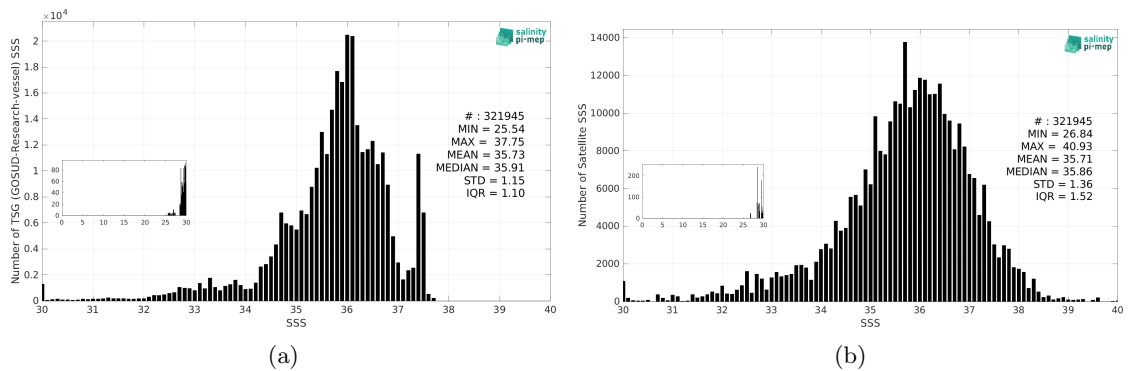 ×10⁴
2
1.8
1.6
1.4
1.2
1
0.8
0.6
0.4
0.2
0
Number of TSG (GOSUD-Research-vessel) SSS
salinity
pi-mep
# : 321945
MIN = 25.54
MAX = 37.75
MEAN = 35.73
MEDIAN = 35.91
STD = 1.15
IQR = 1.10
80
60
40
20
0
0 5 10 15 20 25 30
30 31 32 33 34 35 36 37 38 39 40
SSS
(a)
14000
12000
10000
8000
6000
4000
2000
0
Number of Satellite SSS
salinity
pi-mep
# : 321945
MIN = 26.84
MAX = 40.93
MEAN = 35.71
MEDIAN = 35.86
STD = 1.36
IQR = 1.52
200
100
0
0 5 10 15 20 25 30
30 31 32 33 34 35 36 37 38 39 40
SSS
(b)